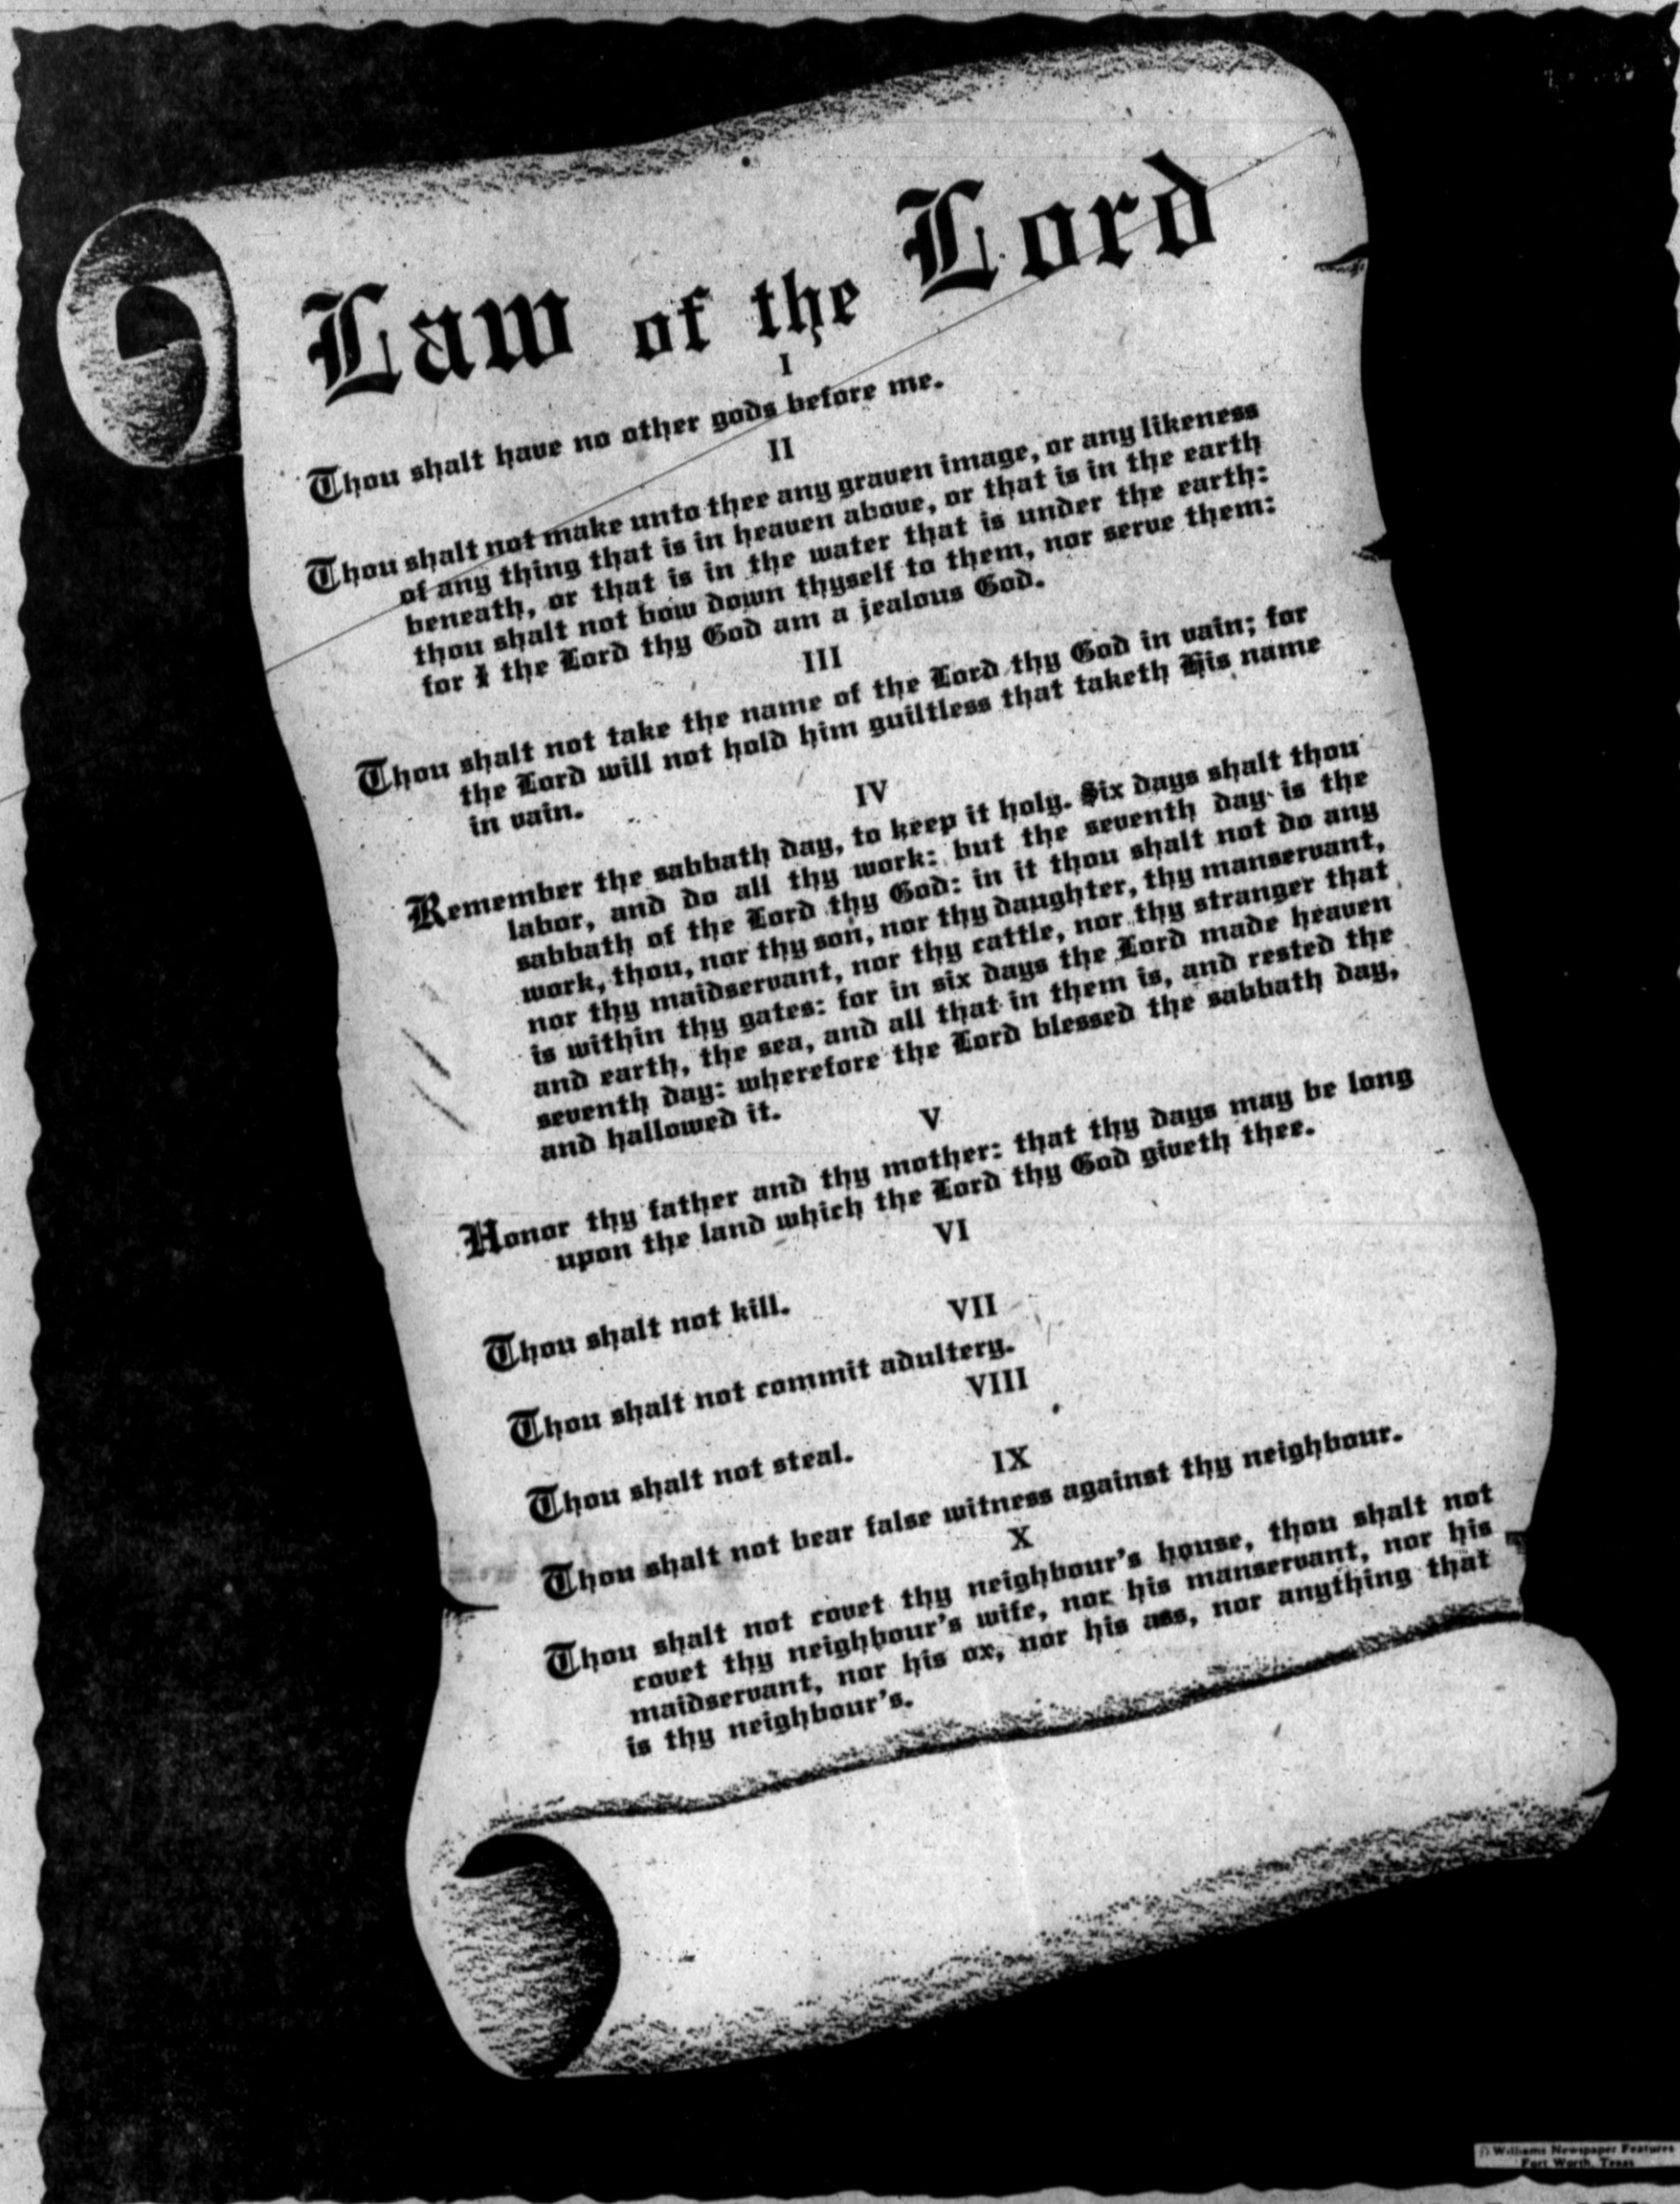 Law of the Lord
I
Thou shalt have no other gods before me.
II
Thou shalt not make unto thee any graven image, or any likeness
of any thing that is in heaven above, or that is in the earth
beneath, or that is in the water that is under the earth:
thou shalt not bow down thyself to them, nor serve them:
for I the Lord thy God am a jealous God.
III
Thou shalt not take the name of the Lord thy God in vain; for
the Lord will not hold him guiltless that taketh His name
in vain.
IV
Remember the sabbath day, to keep it holy. Six days shalt thou
labor, and do all thy work: but the seventh day is the
sabbath of the Lord thy God: in it thou shalt not do any
work, thou, nor thy son, nor thy daughter, thy manservant,
nor thy maidservant, nor thy cattle, nor thy stranger that
is within thy gates: for in six days the Lord made heaven
and earth, the sea, and all that in them is, and rested the
seventh day: wherefore the Lord blessed the sabbath day,
and hallowed it.
V
Honor thy father and thy mother: that thy days may be long
upon the land which the Lord thy God giveth thee.
VI
Thou shalt not kill.
VII
Thou shalt not commit adultery.
VIII
Thou shalt not steal.
IX
Thou shalt not bear false witness against thy neighbour.
X
Thou shalt not covet thy neighbour's house, thou shalt not
covet thy neighbour's wife, nor his manservant, nor his
maidservant, nor his ox, nor his ass, nor anything that
is thy neighbour's.
© Williams Newspaper Features
Fort Worth, Texas